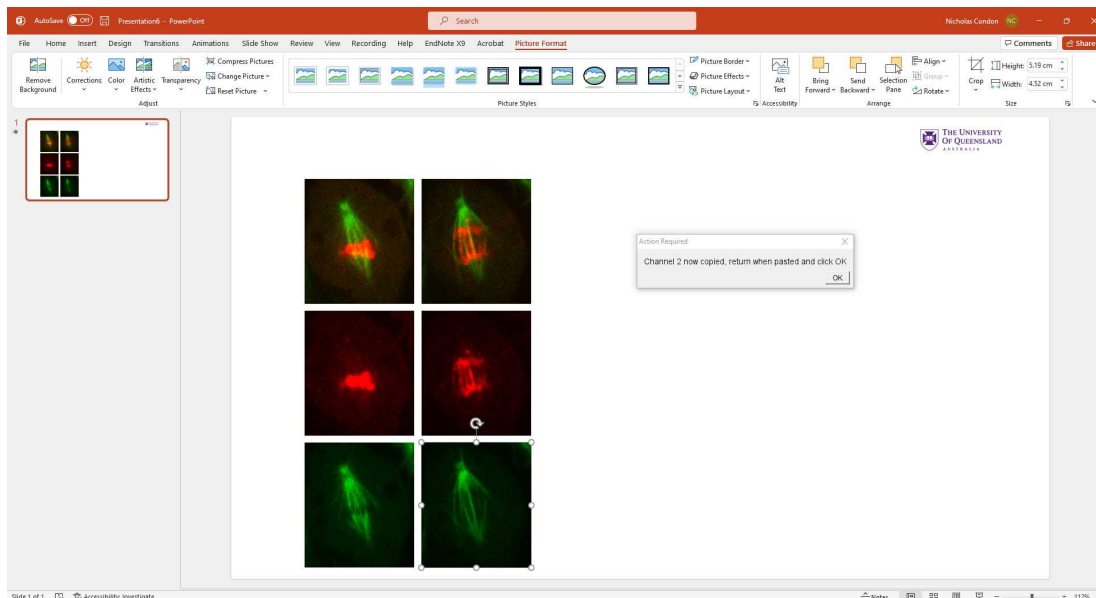 AutoSave Off Presentation6 - PowerPoint Search Nicholas Condon NC
File Home Insert Design Transitions Animations Slide Show Review View Recording Help EndNote X9 Acrobat Picture Format Comments Share
Remove Background
Corrections
Color
Artistic Effects
Transparency
Compress Pictures
Change Picture
Reset Picture
Adjust
Picture Styles
Picture Border
Picture Effects
Picture Layout
Alt Text
Accessibility
Bring Forward
Send Backward
Selection Pane
Align
Group
Rotate
Arrange
Crop
Height: 5.19 cm
Width: 4.52 cm
Size
1
THE UNIVERSITY
OF QUEENSLAND
AUSTRALIA
Action Required
Channel 2 now copied, return when pasted and click OK
OK
Slide 1 of 1 Accessibility: Investigate Notes 112%